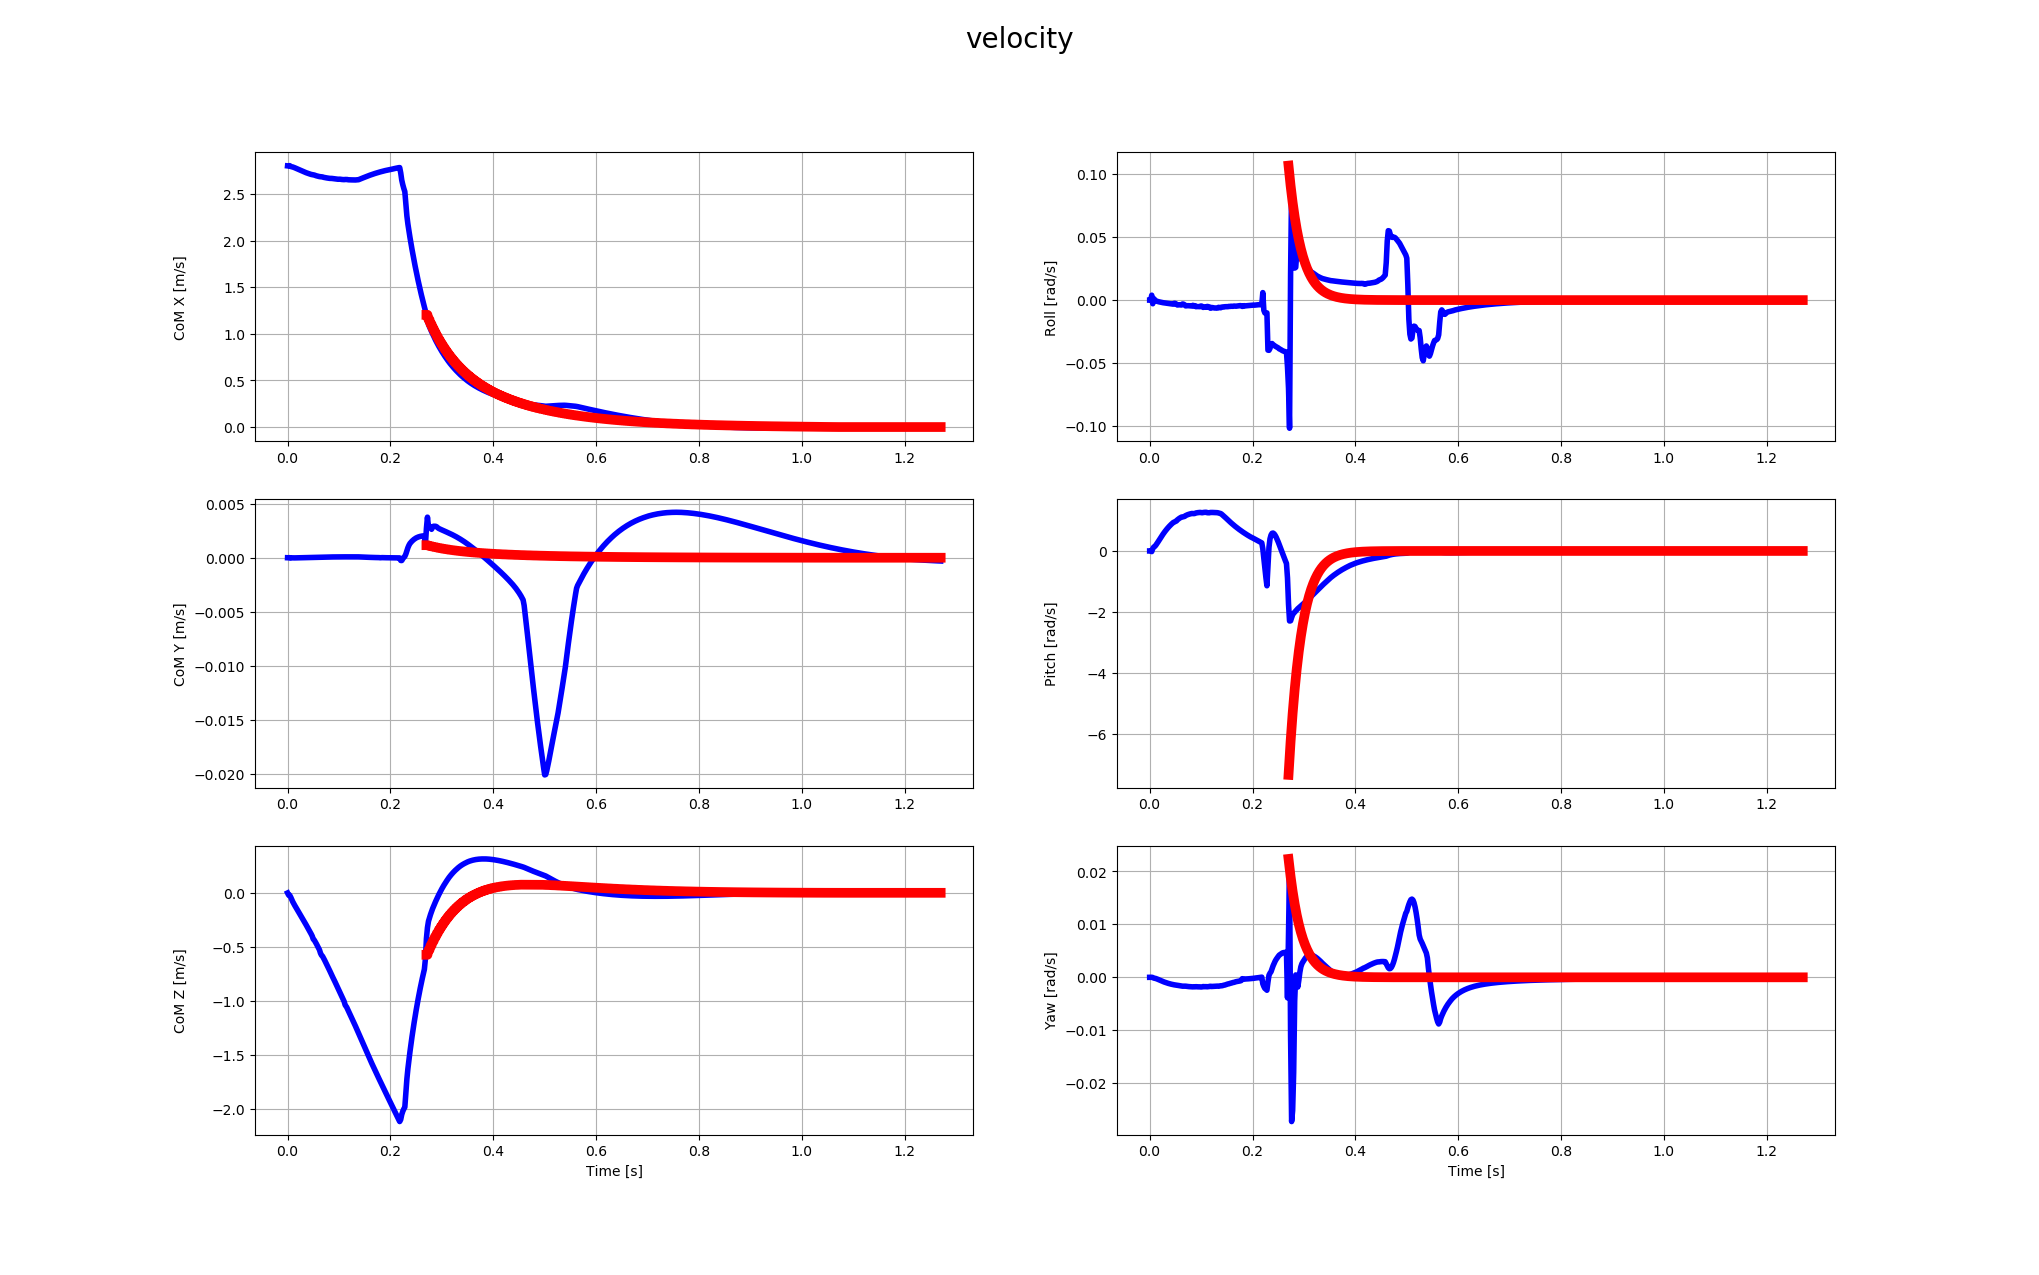 velocity
CoM X [m/s]
2.5
2.0
1.5
1.0
0.5
0.0
0.0 0.2 0.4 0.6 0.8 1.0 1.2
Roll [rad/s]
0.10
0.05
0.00
−0.05
−0.10
0.0 0.2 0.4 0.6 0.8 1.0 1.2
CoM Y [m/s]
0.005
0.000
−0.005
−0.010
−0.015
−0.020
0.0 0.2 0.4 0.6 0.8 1.0 1.2
Pitch [rad/s]
0
−2
−4
−6
0.0 0.2 0.4 0.6 0.8 1.0 1.2
CoM Z [m/s]
0.0
−0.5
−1.0
−1.5
−2.0
0.0 0.2 0.4 0.6 0.8 1.0 1.2
Time [s]
Yaw [rad/s]
0.02
0.01
0.00
−0.01
−0.02
0.0 0.2 0.4 0.6 0.8 1.0 1.2
Time [s]